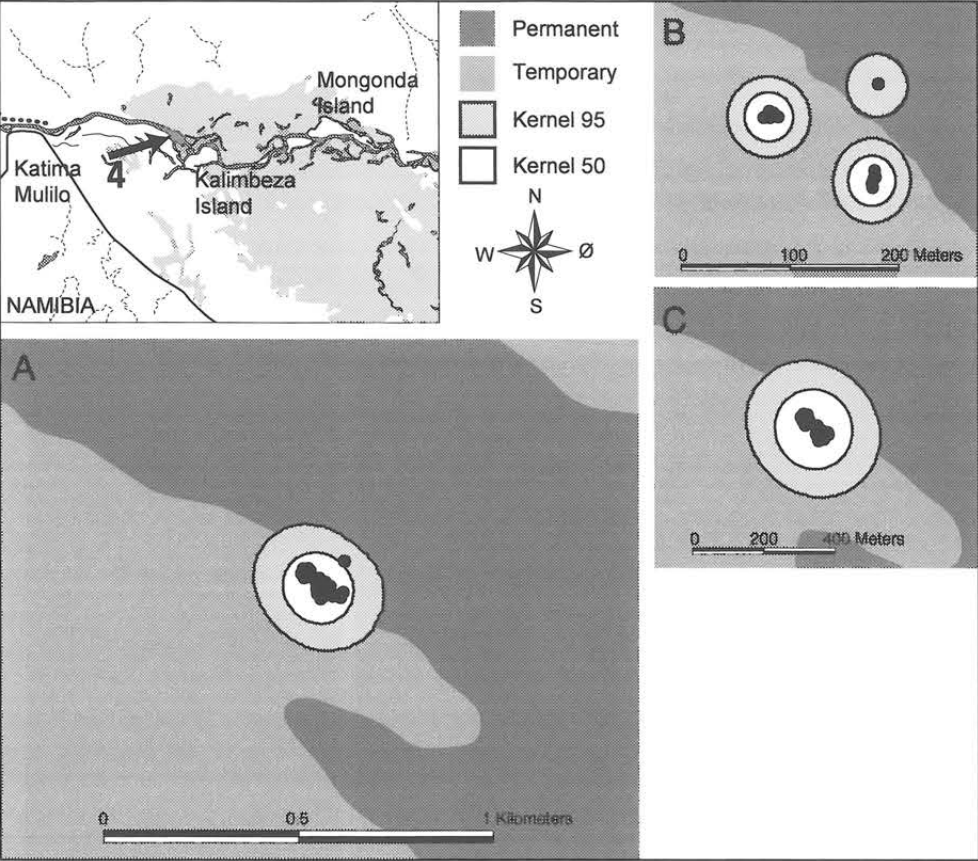 Mongonda
Island
4
Katima
Mulilo
Kalimbeza
Island
NAMIBIA
Permanent
Temporary
Kernel 95
Kernel 50
N
W
Ø
S
B
0
100
200 Meters
C
0
200
400 Meters
A
0
0.5
1 Kilometers